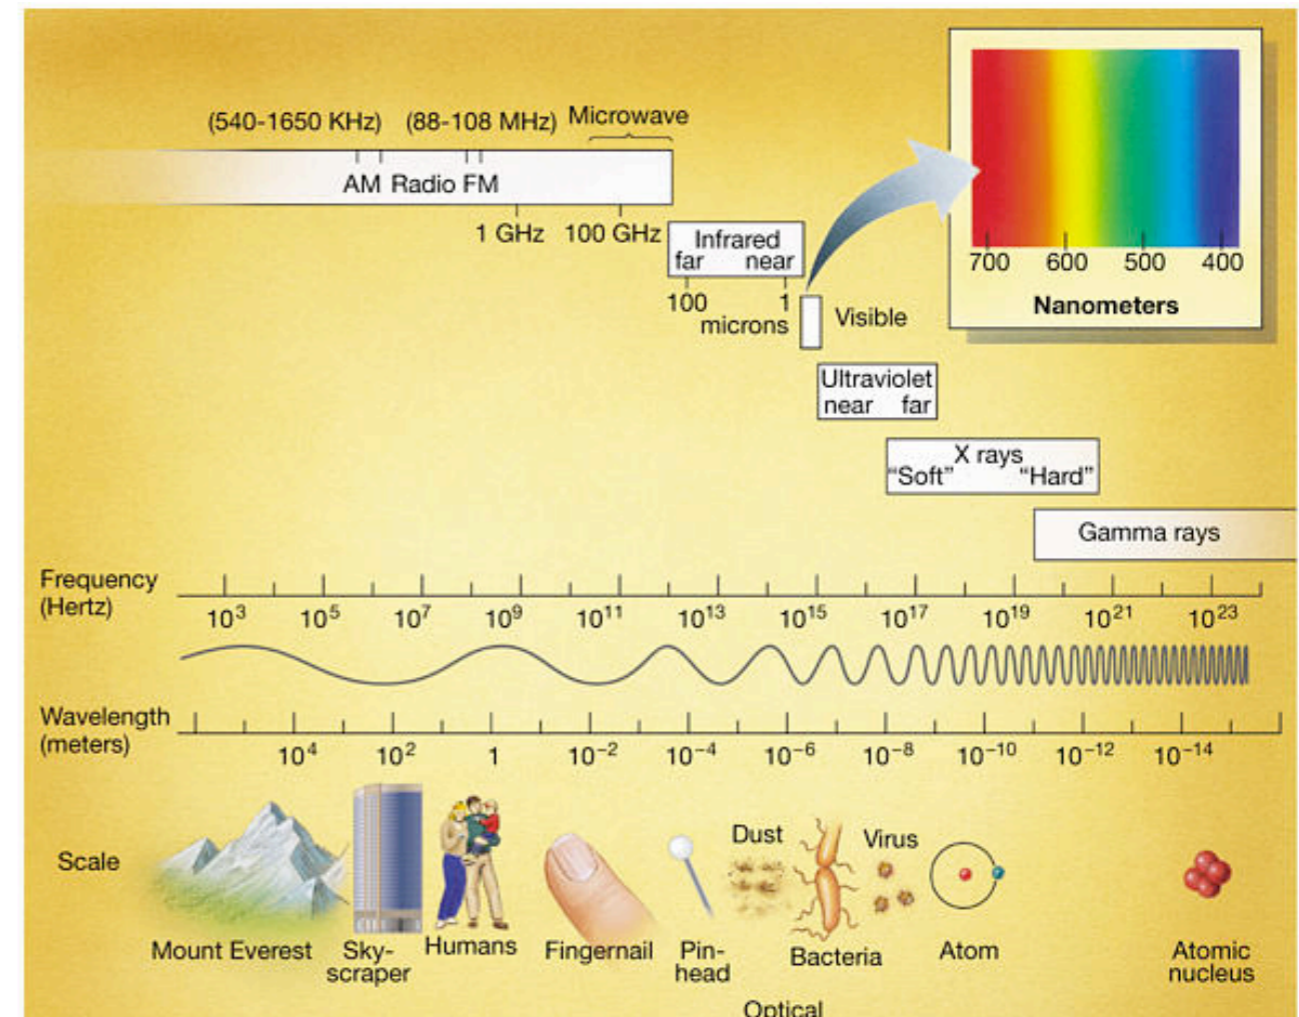 (540-1650 KHz) (88-108 MHz) Microwave
AM Radio FM
1 GHz 100 GHz
Infrared
far near
100 1
microns
Visible
700 600 500 400
Nanometers
Ultraviolet
near far
X rays
“Soft” “Hard”
Gamma rays
Frequency
(Hertz)
10³ 10⁵ 10⁷ 10⁹ 10¹¹ 10¹³ 10¹⁵ 10¹⁷ 10¹⁹ 10²¹ 10²³
Wavelength
(meters)
10⁴ 10² 1 10⁻² 10⁻⁴ 10⁻⁶ 10⁻⁸ 10⁻¹⁰ 10⁻¹² 10⁻¹⁴
Scale
Dust
Virus
Mount Everest
Sky-
scraper
Humans
Fingernail
Pin-
head
Bacteria
Atom
Atomic
nucleus
Optical